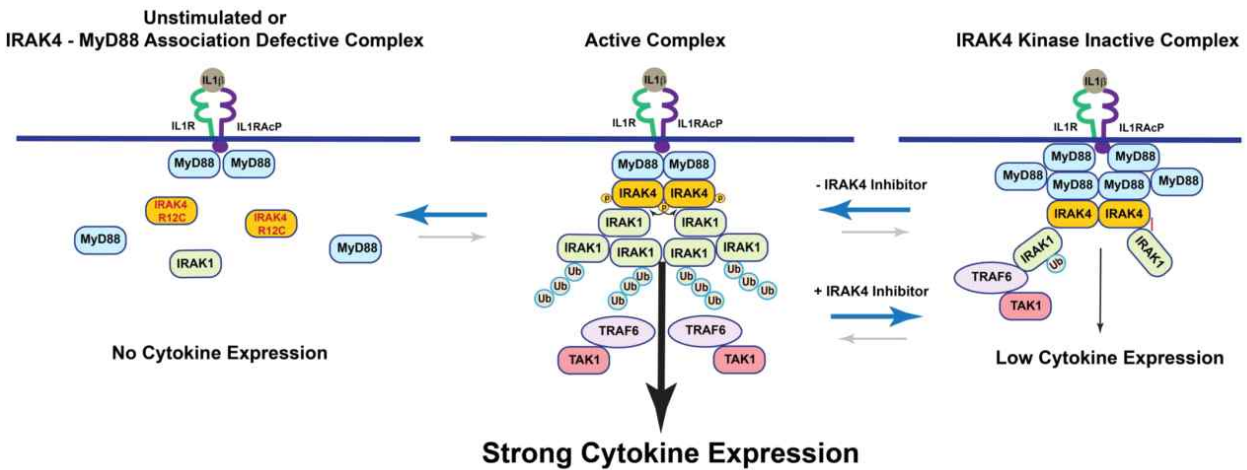 Unstimulated or
IRAK4 - MyD88 Association Defective Complex
IL1β
IL1R
IL1RAcP
MyD88
MyD88
IRAK4
R12C
IRAK4
R12C
MyD88
IRAK1
MyD88
No Cytokine Expression
Active Complex
IL1β
IL1R
IL1RAcP
MyD88
MyD88
P
IRAK4
IRAK4
P
P
IRAK1
IRAK1
IRAK1
IRAK1
IRAK1
IRAK1
Ub
Ub
Ub
Ub
Ub
Ub
Ub
Ub
Ub
Ub
Ub
Ub
TRAF6
TRAF6
TAK1
TAK1
Strong Cytokine Expression
- IRAK4 Inhibitor
+ IRAK4 Inhibitor
IRAK4 Kinase Inactive Complex
IL1β
IL1R
IL1RAcP
MyD88
MyD88
MyD88
MyD88
MyD88
MyD88
IRAK4
IRAK4
IRAK1
Ub
IRAK1
TRAF6
TAK1
Low Cytokine Expression